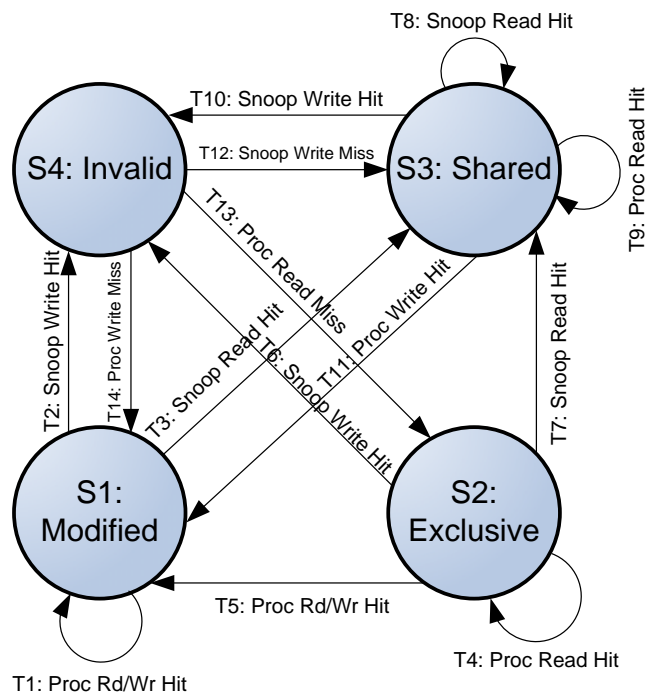 T8: Snoop Read Hit
T10: Snoop Write Hit
S4: Invalid
T12: Snoop Write Miss
S3: Shared
T9: Proc Read Hit
T13: Proc Read Miss
T2: Snoop Write Hit
T14: Proc Write Miss
T3: Snoop Read Hit
T6: Snoop Write Hit
T11: Proc Write Hit
T7: Snoop Read Hit
S1:
Modified
S2:
Exclusive
T5: Proc Rd/Wr Hit
T4: Proc Read Hit
T1: Proc Rd/Wr Hit